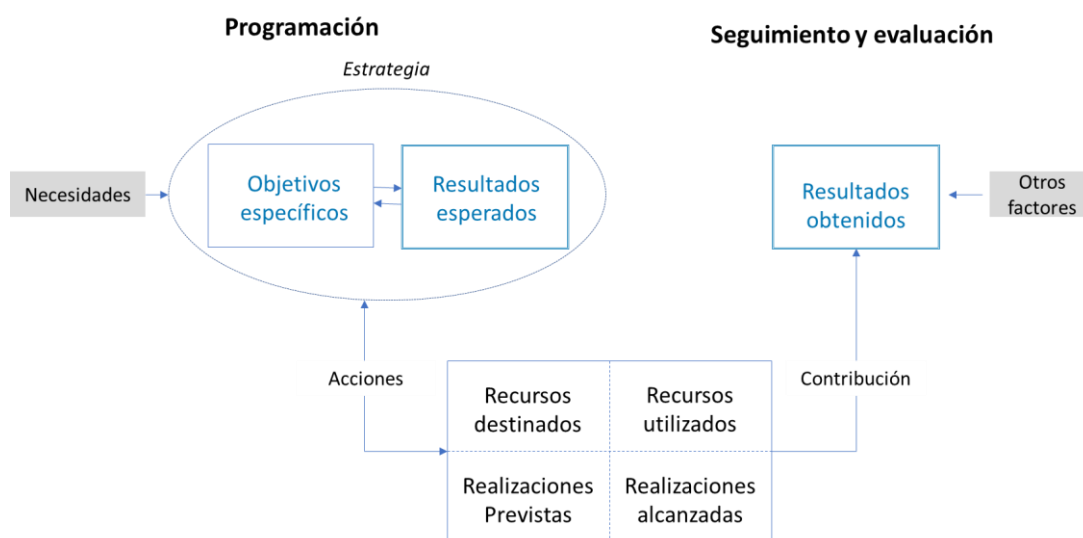 Programación
Seguimiento y evaluación
Estrategia
Necesidades
Objetivos
específicos
Resultados
esperados
Resultados
obtenidos
Otros
factores
Acciones
Contribución
Recursos
destinados
Recursos
utilizados
Realizaciones
Previstas
Realizaciones
alcanzadas